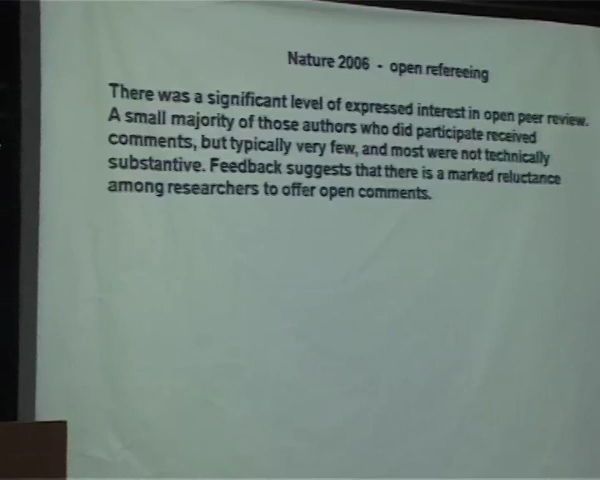 Nature 2006 - open refereeing
There was a significant level of expressed interest in open peer review.
A small majority of those authors who did participate received
comments, but typically very few, and most were not technically
substantive. Feedback suggests that there is a marked reluctance
among researchers to offer open comments.